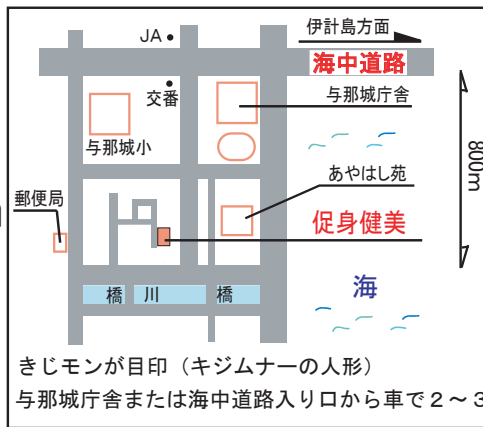 JA
伊計島方面
海中道路
交番
与那城庁舎
与那城小
800m
あやはし苑
郵便局
促身健美
海
橋 川 橋
きじモンが目印（キジムナーの人形）
与那城庁舎または海中道路入り口から車で２～３